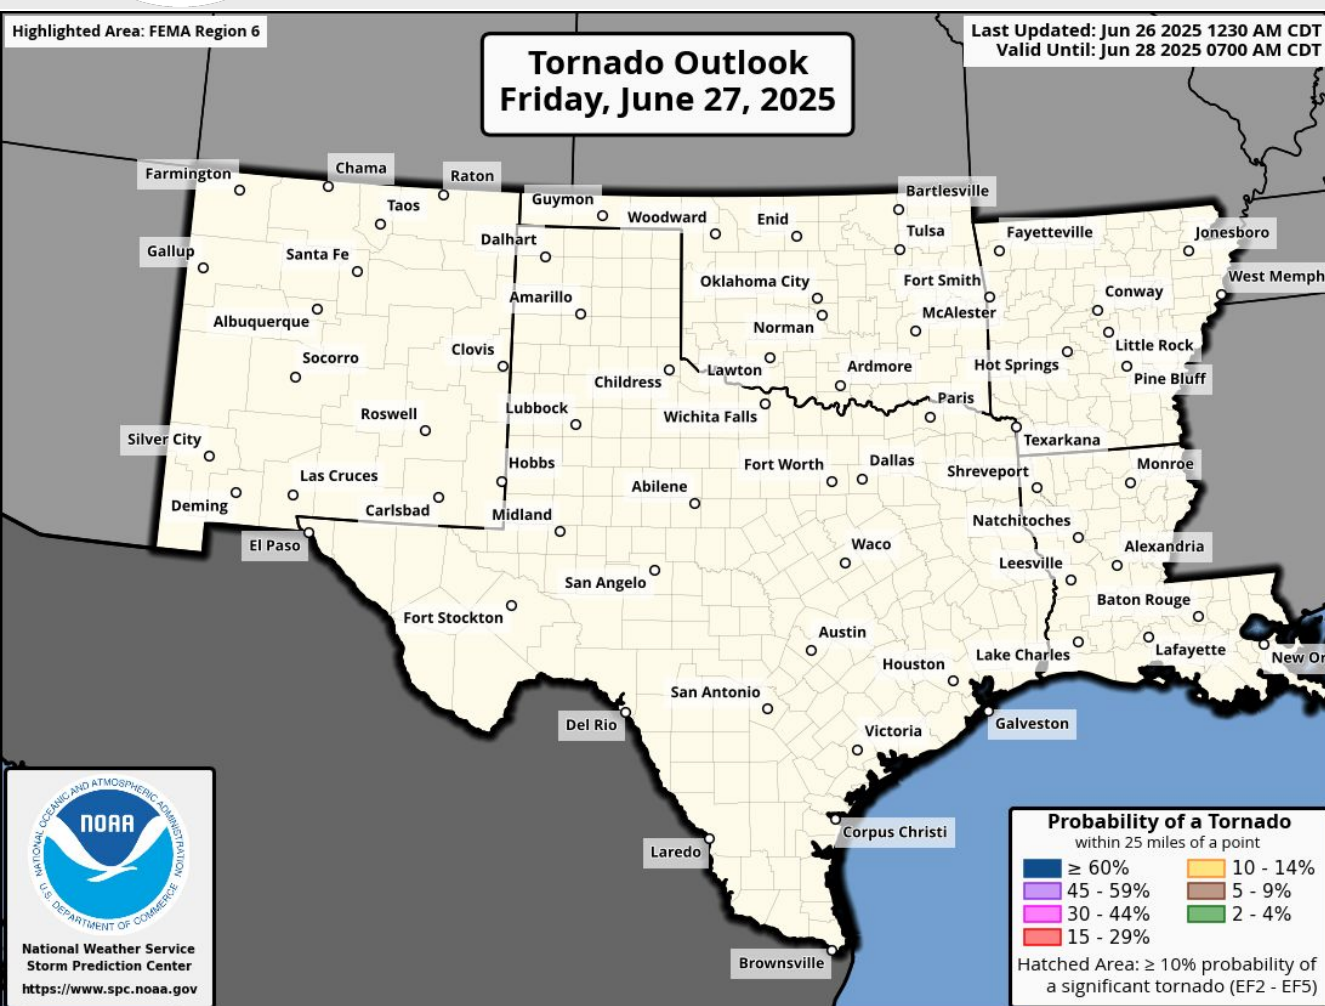 Highlighted Area: FEMA Region 6
Last Updated: Jun 26 2025 1230 AM CDT
Valid Until: Jun 28 2025 0700 AM CDT
Tornado Outlook
Friday, June 27, 2025
Farmington
Chama
Raton
Taos
Guymon
Woodward
Enid
Bartlesville
Tulsa
Fayetteville
Jonesboro
Gallup
Santa Fe
Dalhart
Amarillo
Oklahoma City
Fort Smith
Conway
West Memph
Albuquerque
Norman
McAlester
Little Rock
Socorro
Clovis
Childress
Lawton
Ardmore
Hot Springs
Pine Bluff
Roswell
Lubbock
Wichita Falls
Paris
Texarkana
Silver City
Las Cruces
Hobbs
Abilene
Fort Worth
Dallas
Shreveport
Monroe
Deming
Carlsbad
Midland
Natchitoches
El Paso
San Angelo
Waco
Leesville
Alexandria
Fort Stockton
Baton Rouge
Austin
Houston
Lake Charles
Lafayette
New Or
San Antonio
Del Rio
Victoria
Galveston
Corpus Christi
Laredo
Brownsville
NATIONAL OCEANIC AND ATMOSPHERIC ADMINISTRATION
NOAA
U.S. DEPARTMENT OF COMMERCE
National Weather Service
Storm Prediction Center
https://www.spc.noaa.gov
Probability of a Tornado
within 25 miles of a point
≥ 60%
45 - 59%
30 - 44%
15 - 29%
10 - 14%
5 - 9%
2 - 4%
Hatched Area: ≥ 10% probability of
a significant tornado (EF2 - EF5)